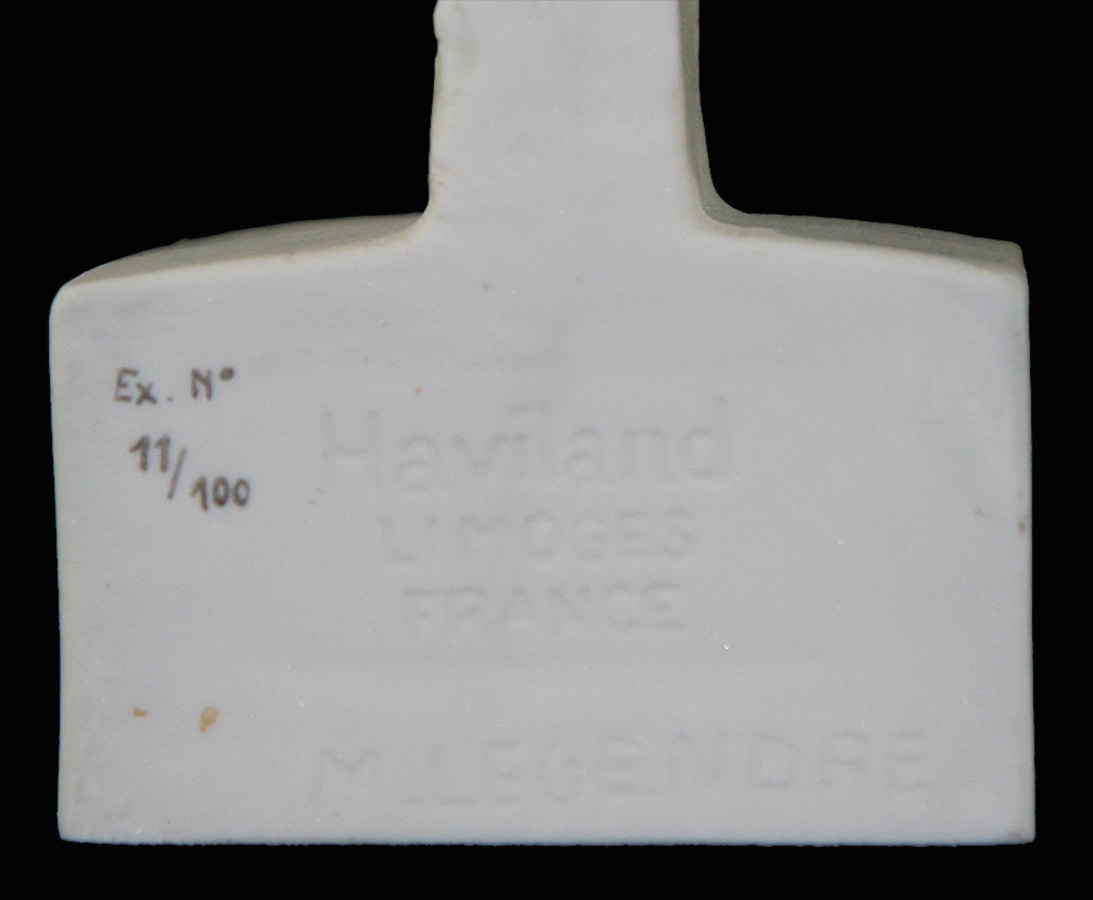 Ex. N°
11/100
Haviland
LIMOGES
FRANCE
M.LEGENDRE